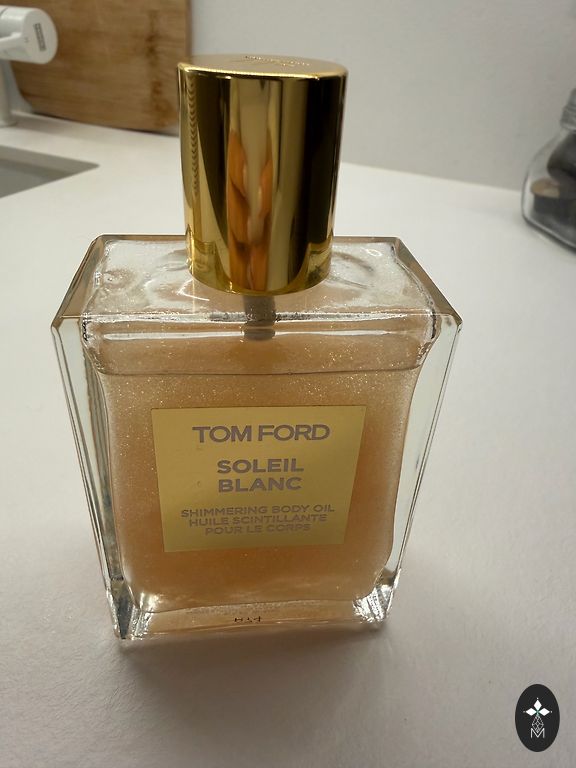 TOM FORD
SOLEIL
BLANC
SHIMMERING BODY OIL
HUILE SCINTILLANTE
POUR LE CORPS
M